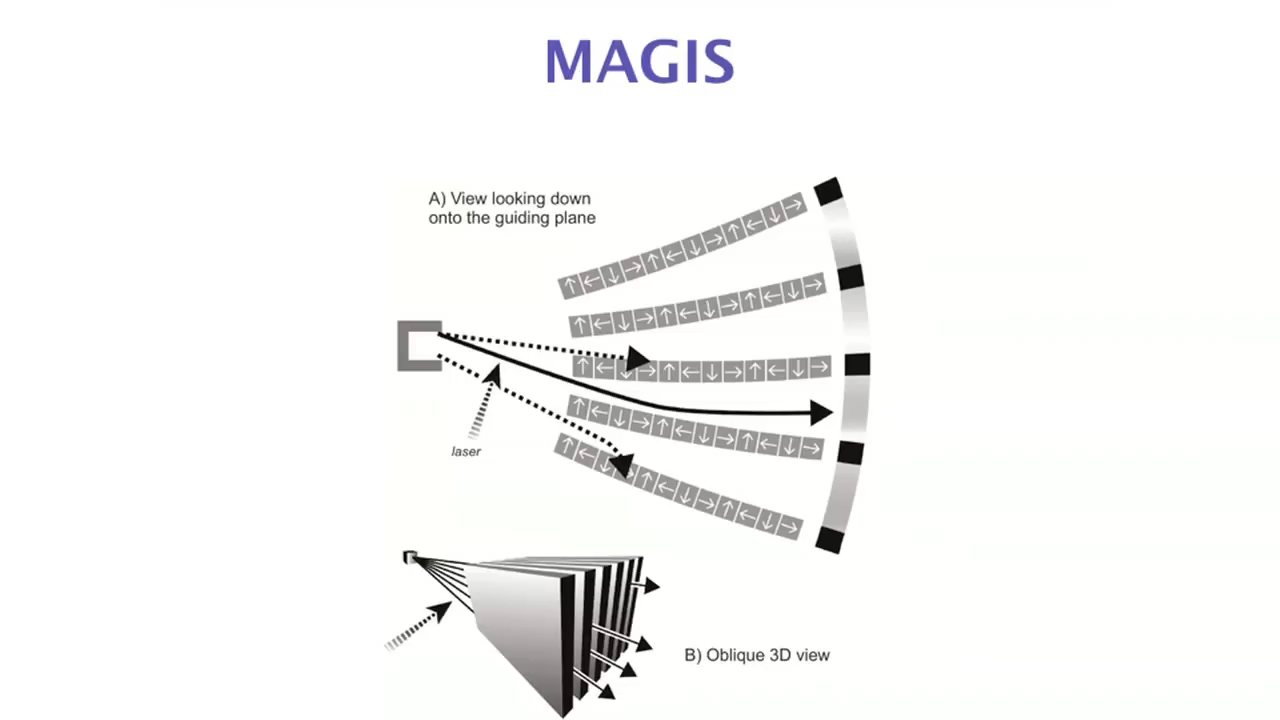 MAGIS
A) View looking down
onto the guiding plane
laser
B) Oblique 3D view